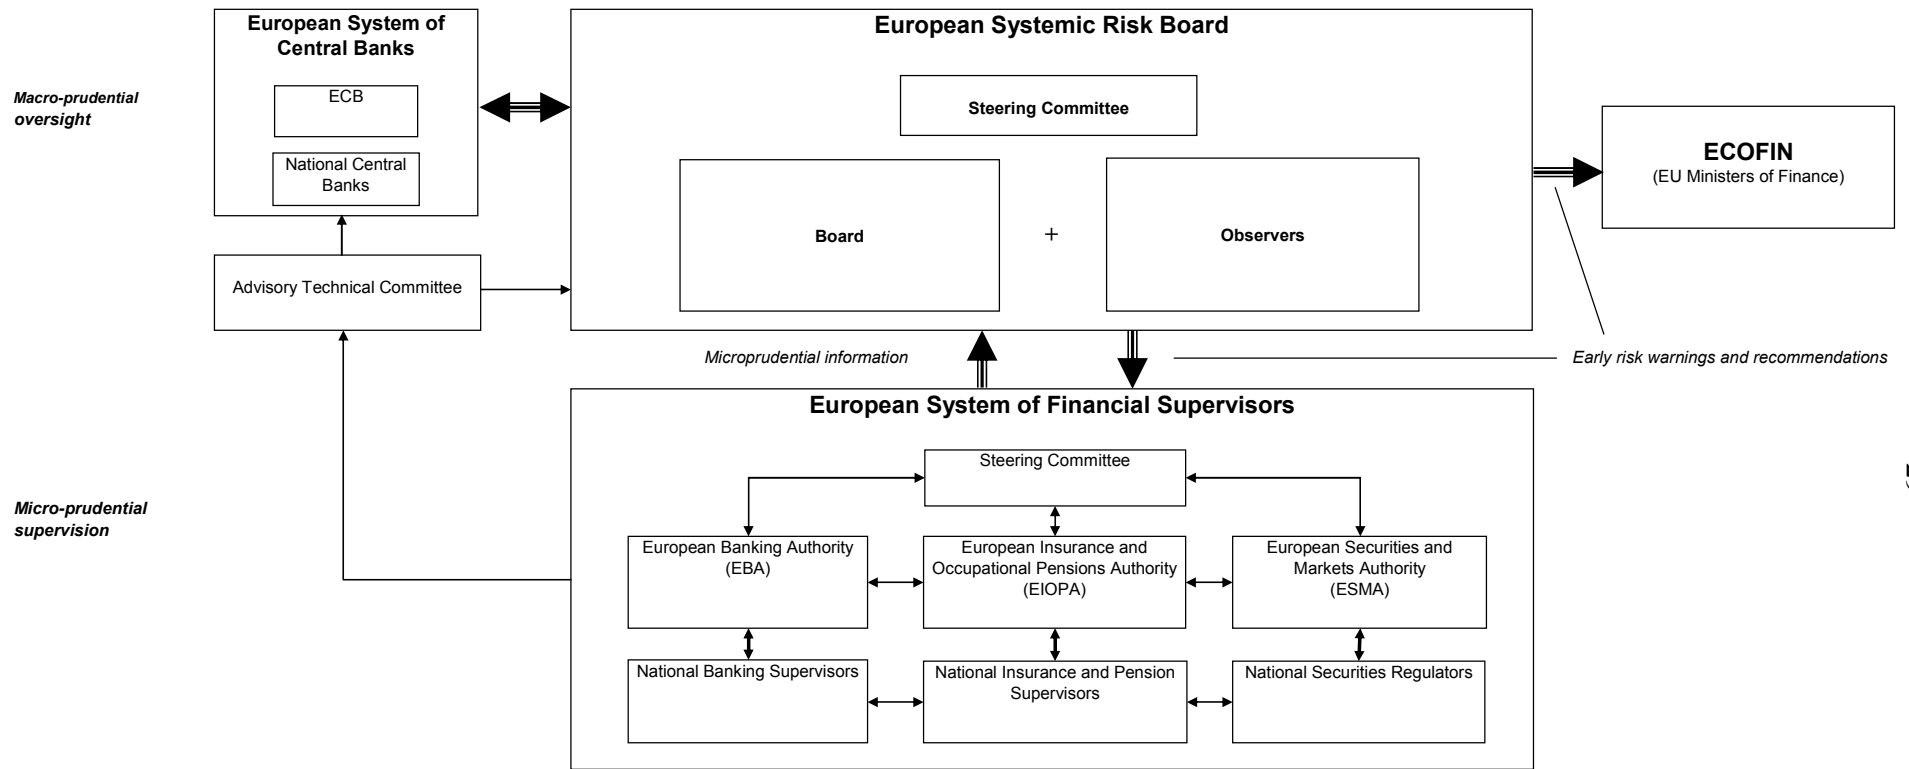 European System of
Central Banks
European Systemic Risk Board
Macro-prudential
oversight
ECB
National Central
Banks
Steering Committee
Board
+
Observers
ECOFIN
(EU Ministers of Finance)
Advisory Technical Committee
Microprudential information
Early risk warnings and recommendations
European System of Financial Supervisors
Micro-prudential
supervision
Steering Committee
European Banking Authority
(EBA)
European Insurance and
Occupational Pensions Authority
(EIOPA)
European Securities and
Markets Authority
(ESMA)
National Banking Supervisors
National Insurance and Pension
Supervisors
National Securities Regulators